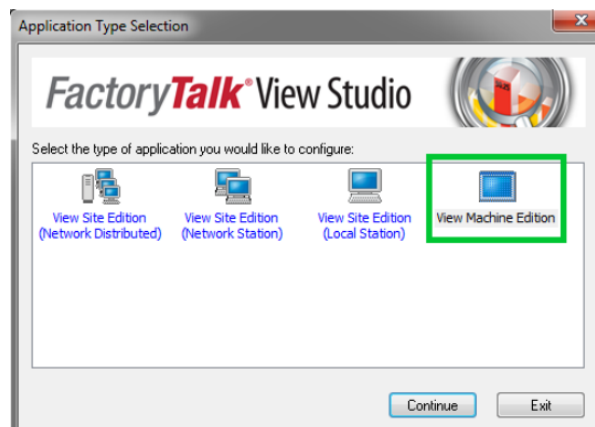 Application Type Selection
FactoryTalk View Studio
Select the type of application you would like to configure:
View Site Edition
(Network Distributed)
View Site Edition
(Network Station)
View Site Edition
(Local Station)
View Machine Edition
Continue
Exit